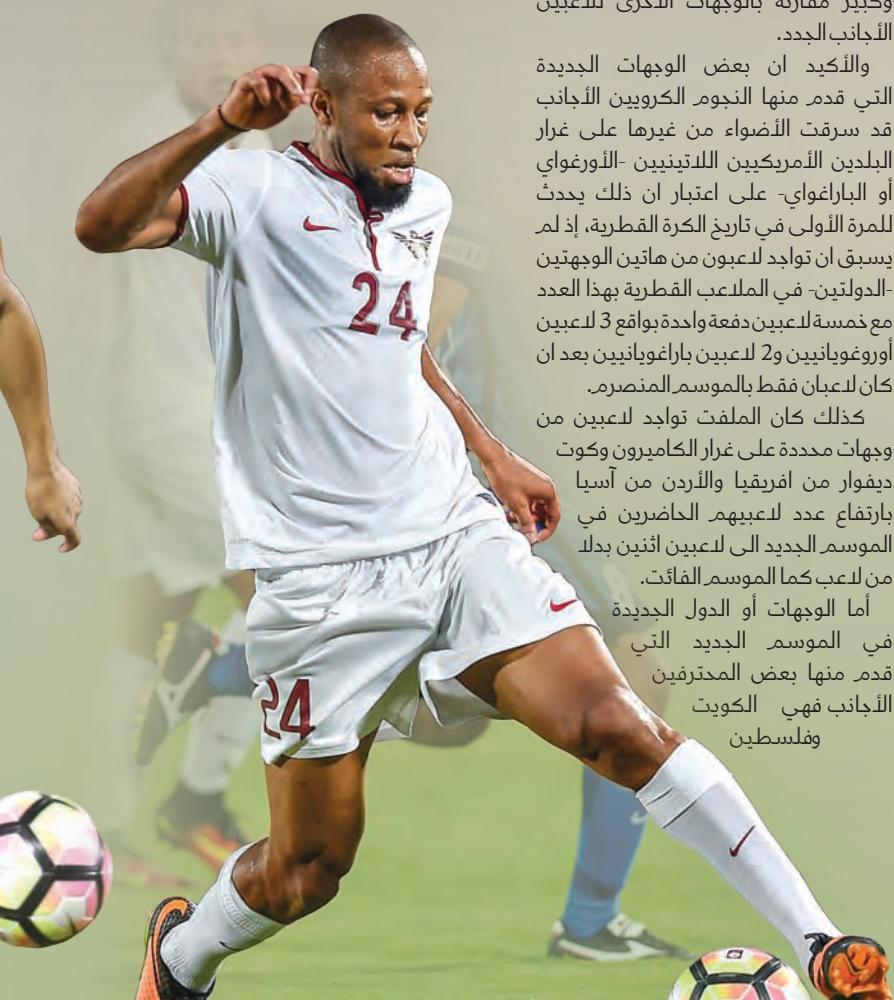 وكبير مقارنة بالوجهات الأخرى للاعبين
الأجانب الجدد.
والأكيد ان بعض الوجهات الجديدة
التي قدم منها النجوم الكرويين الأجانب
قد سرقت الأضواء من غيرها على غرار
البلدين الأمريكيين اللاتينيين -الأورغواي
أو الباراغواي- على اعتبار ان ذلك يحدث
للمرة الأولى في تاريخ الكرة القطرية، إذ لم
يسبق ان تواجد لاعبون من هاتين الوجهتين
-الدولتين- في الملاعب القطرية بهذا العدد
مع خمسة لاعبين دفعة واحدة بواقع 3 لاعبين
أوروغويانيين و2 لاعبين باراغويانيين بعد ان
كان لاعبان فقط بالموسم المنصرم.
كذلك كان الملفت تواجد لاعبين من
وجهات محددة على غرار الكاميرون وكوت
ديفوار من افريقيا والأردن من آسيا
بارتفاع عدد لاعبيهم الحاضرين في
الموسم الجديد الى لاعبين اثنين بدلا
من لاعب كما الموسم الفائت.
أما الوجهات أو الدول الجديدة
في الموسم الجديد التي
قدم منها بعض المحترفين
الأجانب فهي الكويت
وفلسطين
24
24